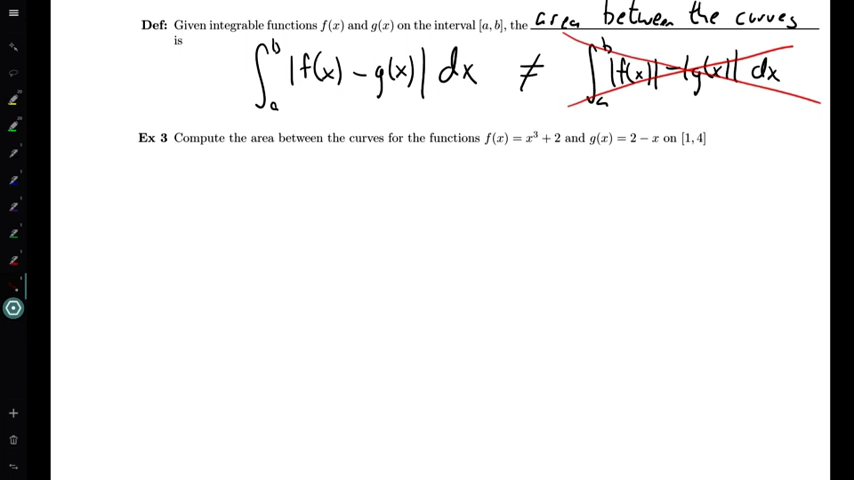 Def: Given integrable functions f(x) and g(x) on the interval [a, b], the area between the curves
is
∫_a^b |f(x) - g(x)| dx ≠ ∫_a^b |f(x)| - |g(x)| dx
Ex 3 Compute the area between the curves for the functions f(x) = x³ + 2 and g(x) = 2 − x on [1, 4]